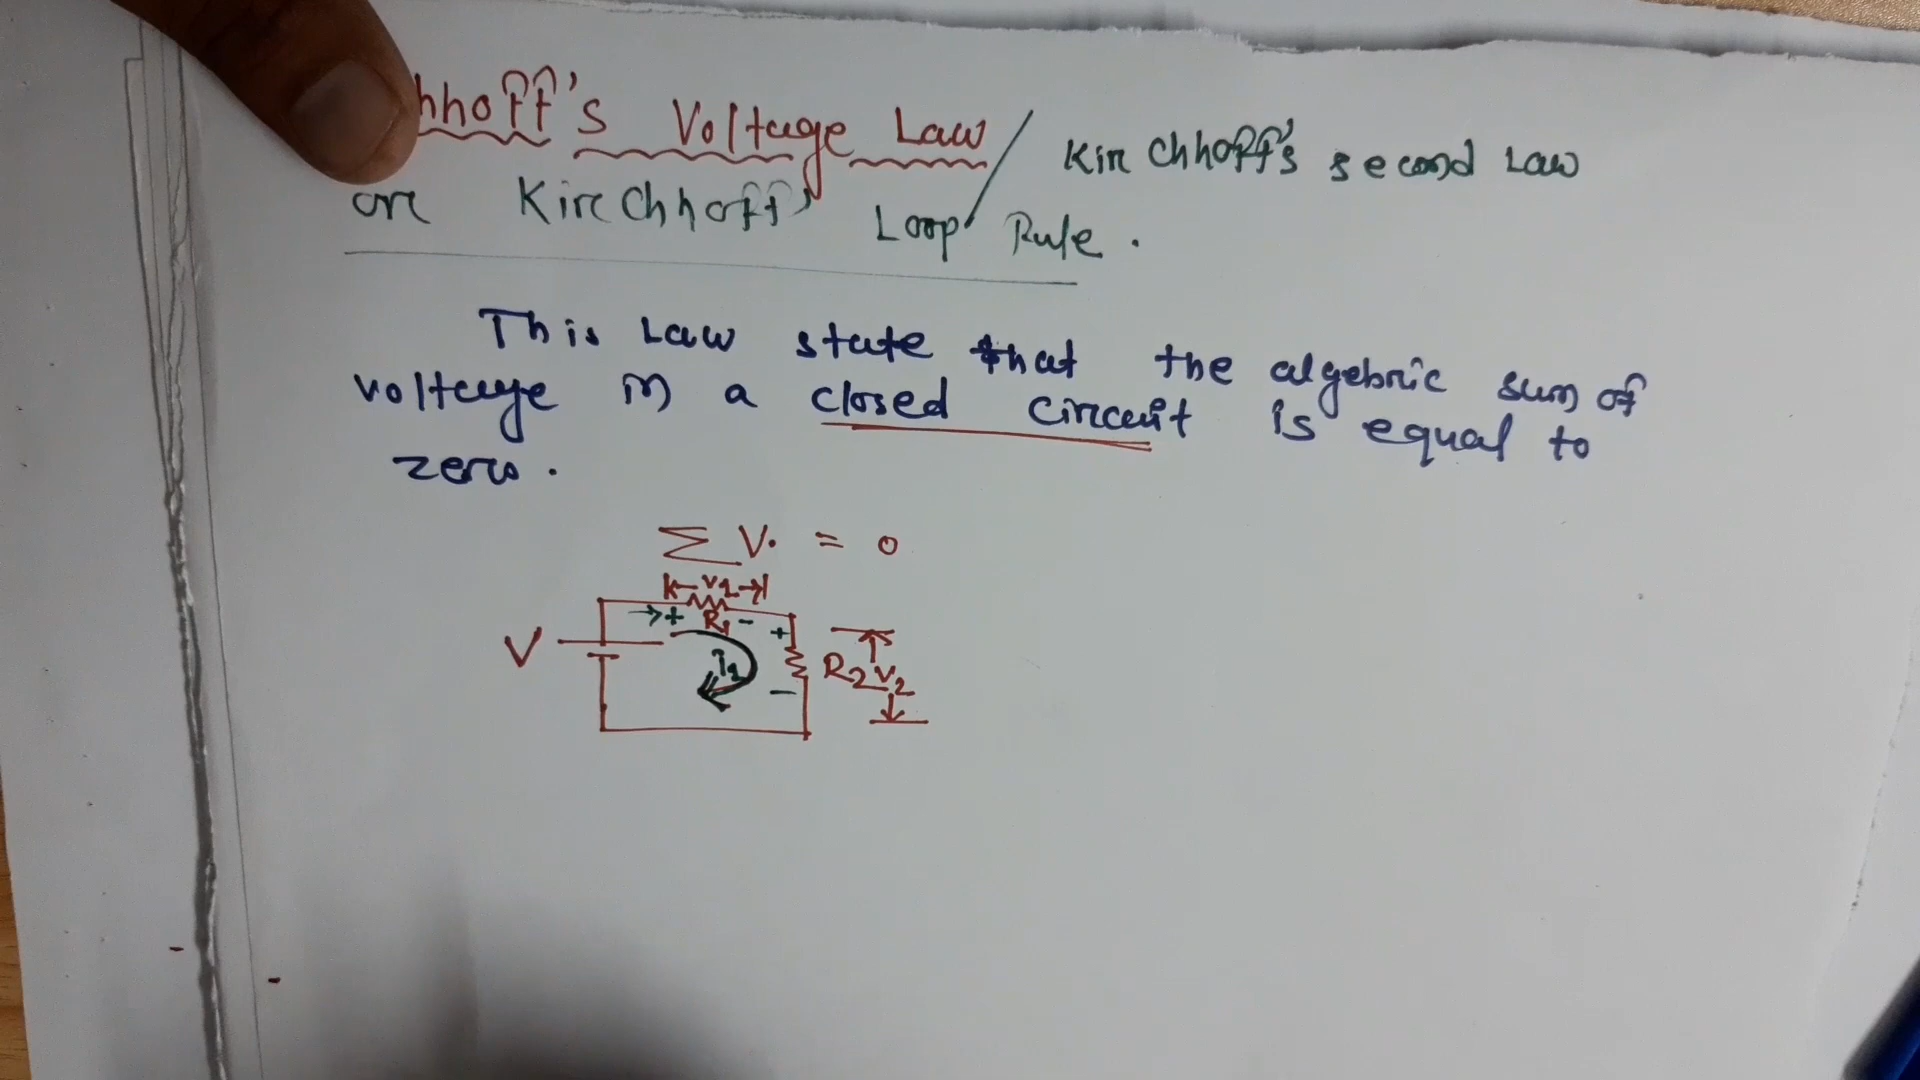 hhoff's Voltage Law / Kirchhoff's second Law
or Kirchhoff's Loop Rule.
This Law state that the algebric sum of
voltage in a closed circuit is equal to
zero.
Σ V. = 0
V1
+ R1 -
+
V
I1
R2 V2
-